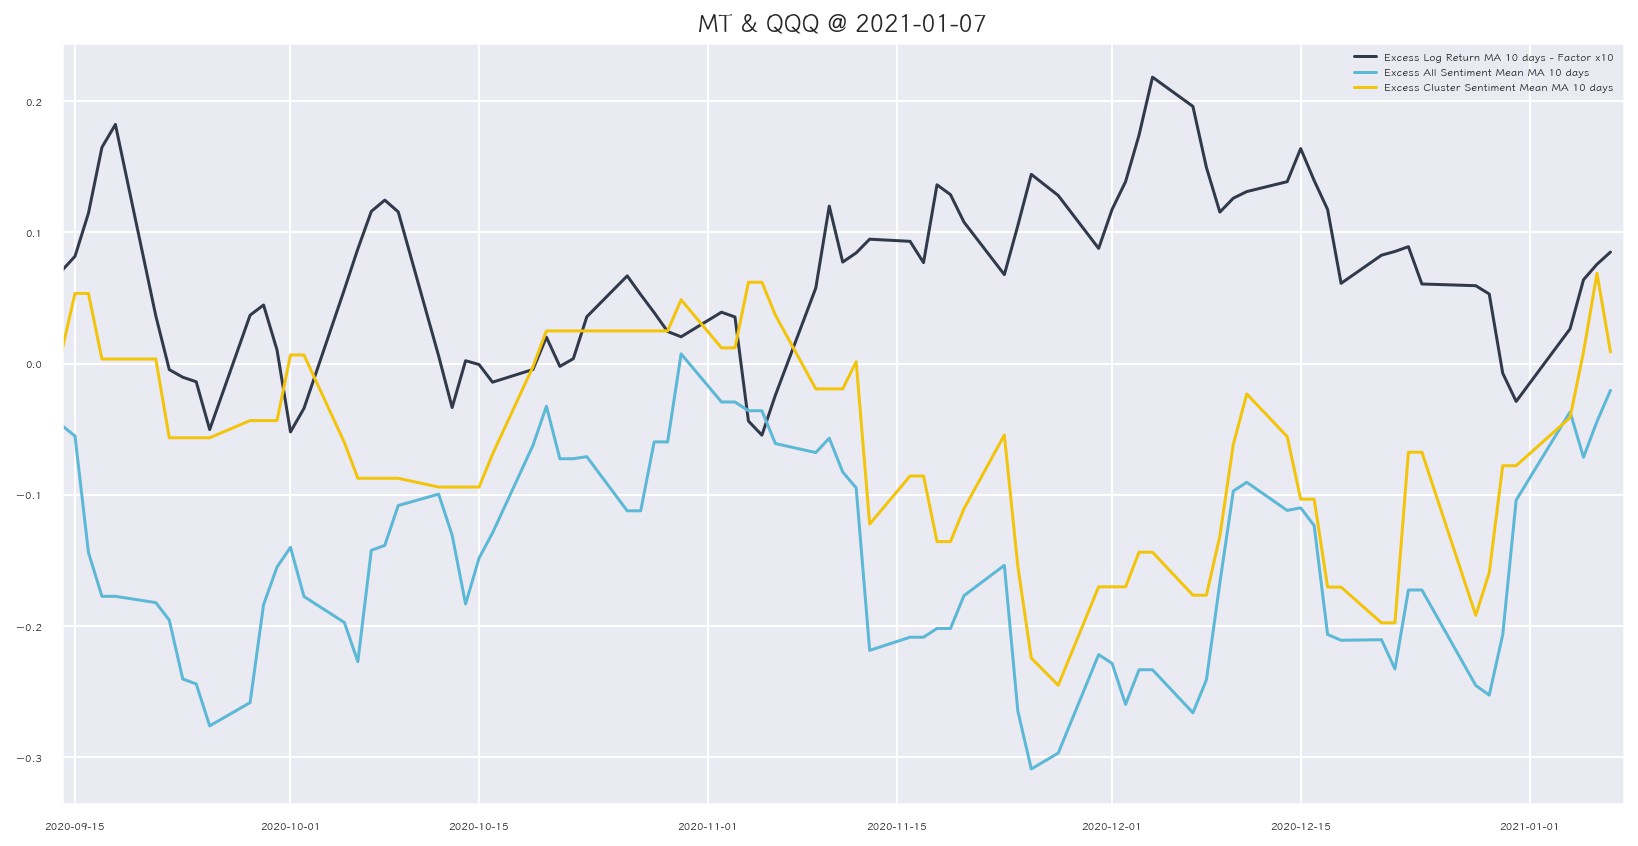 MT & QQQ @ 2021-01-07
Excess Log Return MA 10 days - Factor x10
Excess All Sentiment Mean MA 10 days
Excess Cluster Sentiment Mean MA 10 days
0.2
0.1
0.0
−0.1
−0.2
−0.3
2020-09-15 2020-10-01 2020-10-15 2020-11-01 2020-11-15 2020-12-01 2020-12-15 2021-01-01